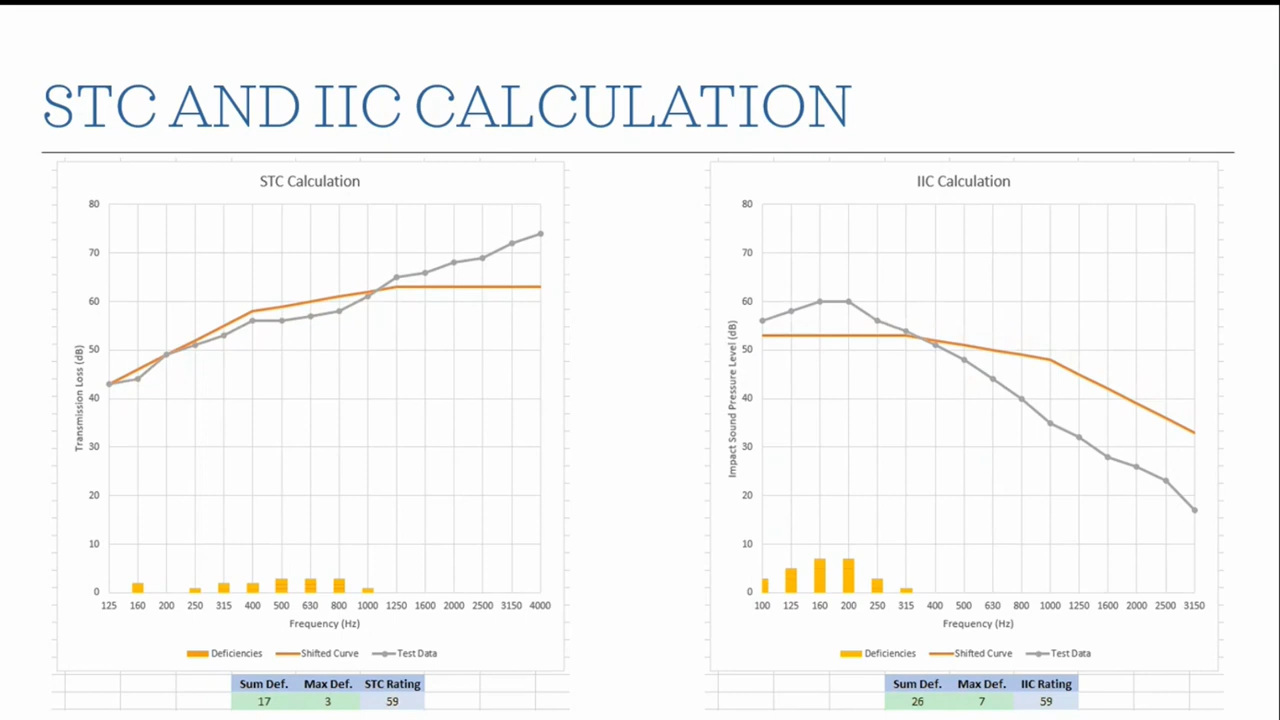 STC AND IIC CALCULATION
STC Calculation
80
70
60
50
40
30
20
10
0
Transmission Loss (dB)
125 160 200 250 315 400 500 630 800 1000 1250 1600 2000 2500 3150 4000
Frequency (Hz)
Deficiencies Shifted Curve Test Data
Sum Def. Max Def. STC Rating
17 3 59
IIC Calculation
80
70
60
50
40
30
20
10
0
Impact Sound Pressure Level (dB)
100 125 160 200 250 315 400 500 630 800 1000 1250 1600 2000 2500 3150
Frequency (Hz)
Deficiencies Shifted Curve Test Data
Sum Def. Max Def. IIC Rating
26 7 59